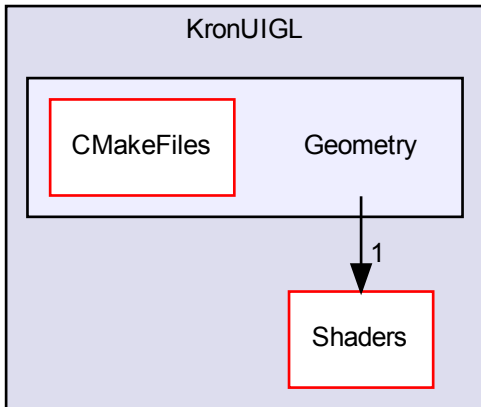 KronUIGL
CMakeFiles
Geometry
1
Shaders